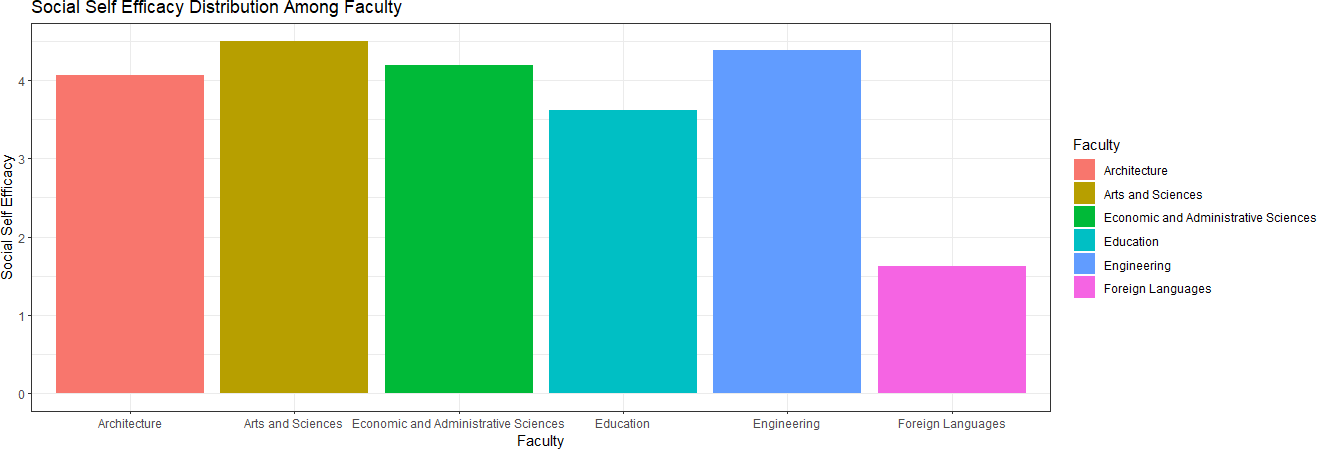 Social Self Efficacy Distribution Among Faculty
Social Self Efficacy
4
3
2
1
0
Architecture
Arts and Sciences
Economic and Administrative Sciences
Education
Engineering
Foreign Languages
Faculty
Faculty
Architecture
Arts and Sciences
Economic and Administrative Sciences
Education
Engineering
Foreign Languages